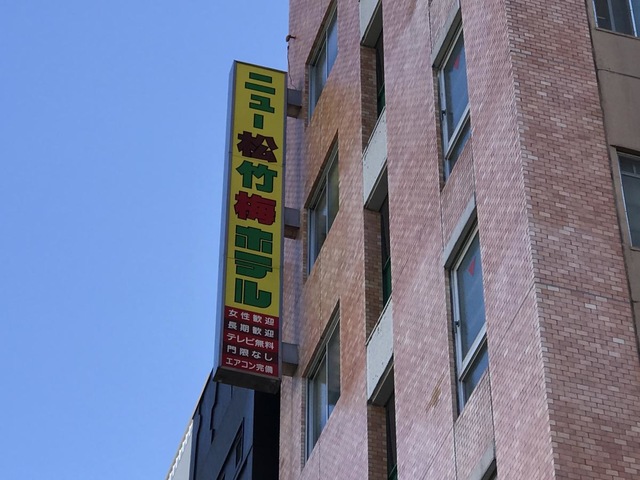 ニュー松竹梅ホテル
女性歓迎
長期歓迎
テレビ無料
門限なし
エアコン完備